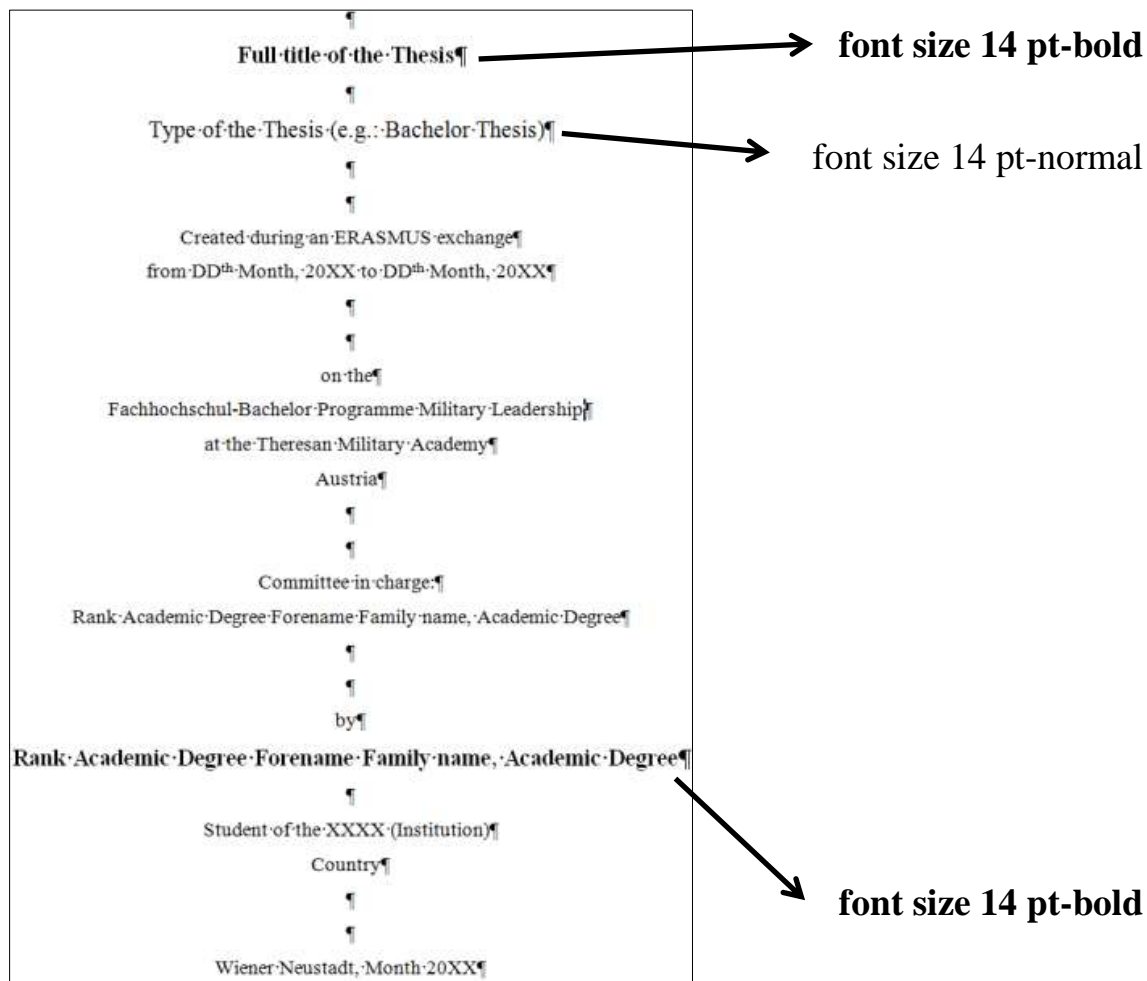 ¶
Full·title·of·the·Thesis¶
font size 14 pt-bold
¶
Type·of·the·Thesis·(e.g.:·Bachelor·Thesis)¶
font size 14 pt-normal
¶
¶
Created·during·an·ERASMUS·exchange¶
from·DDth·Month,·20XX·to·DDth·Month,·20XX¶
¶
¶
on·the¶
Fachhochschul-Bachelor·Programme·Military·Leadership¶
at·the·Theresan·Military·Academy¶
Austria¶
¶
¶
Committee·in·charge:¶
Rank·Academic·Degree·Forename·Family·name,·Academic·Degree¶
¶
¶
by¶
Rank·Academic·Degree·Forename·Family·name,·Academic·Degree¶
¶
Student·of·the·XXXX·(Institution)¶
Country¶
font size 14 pt-bold
¶
¶
Wiener·Neustadt,·Month·20XX¶